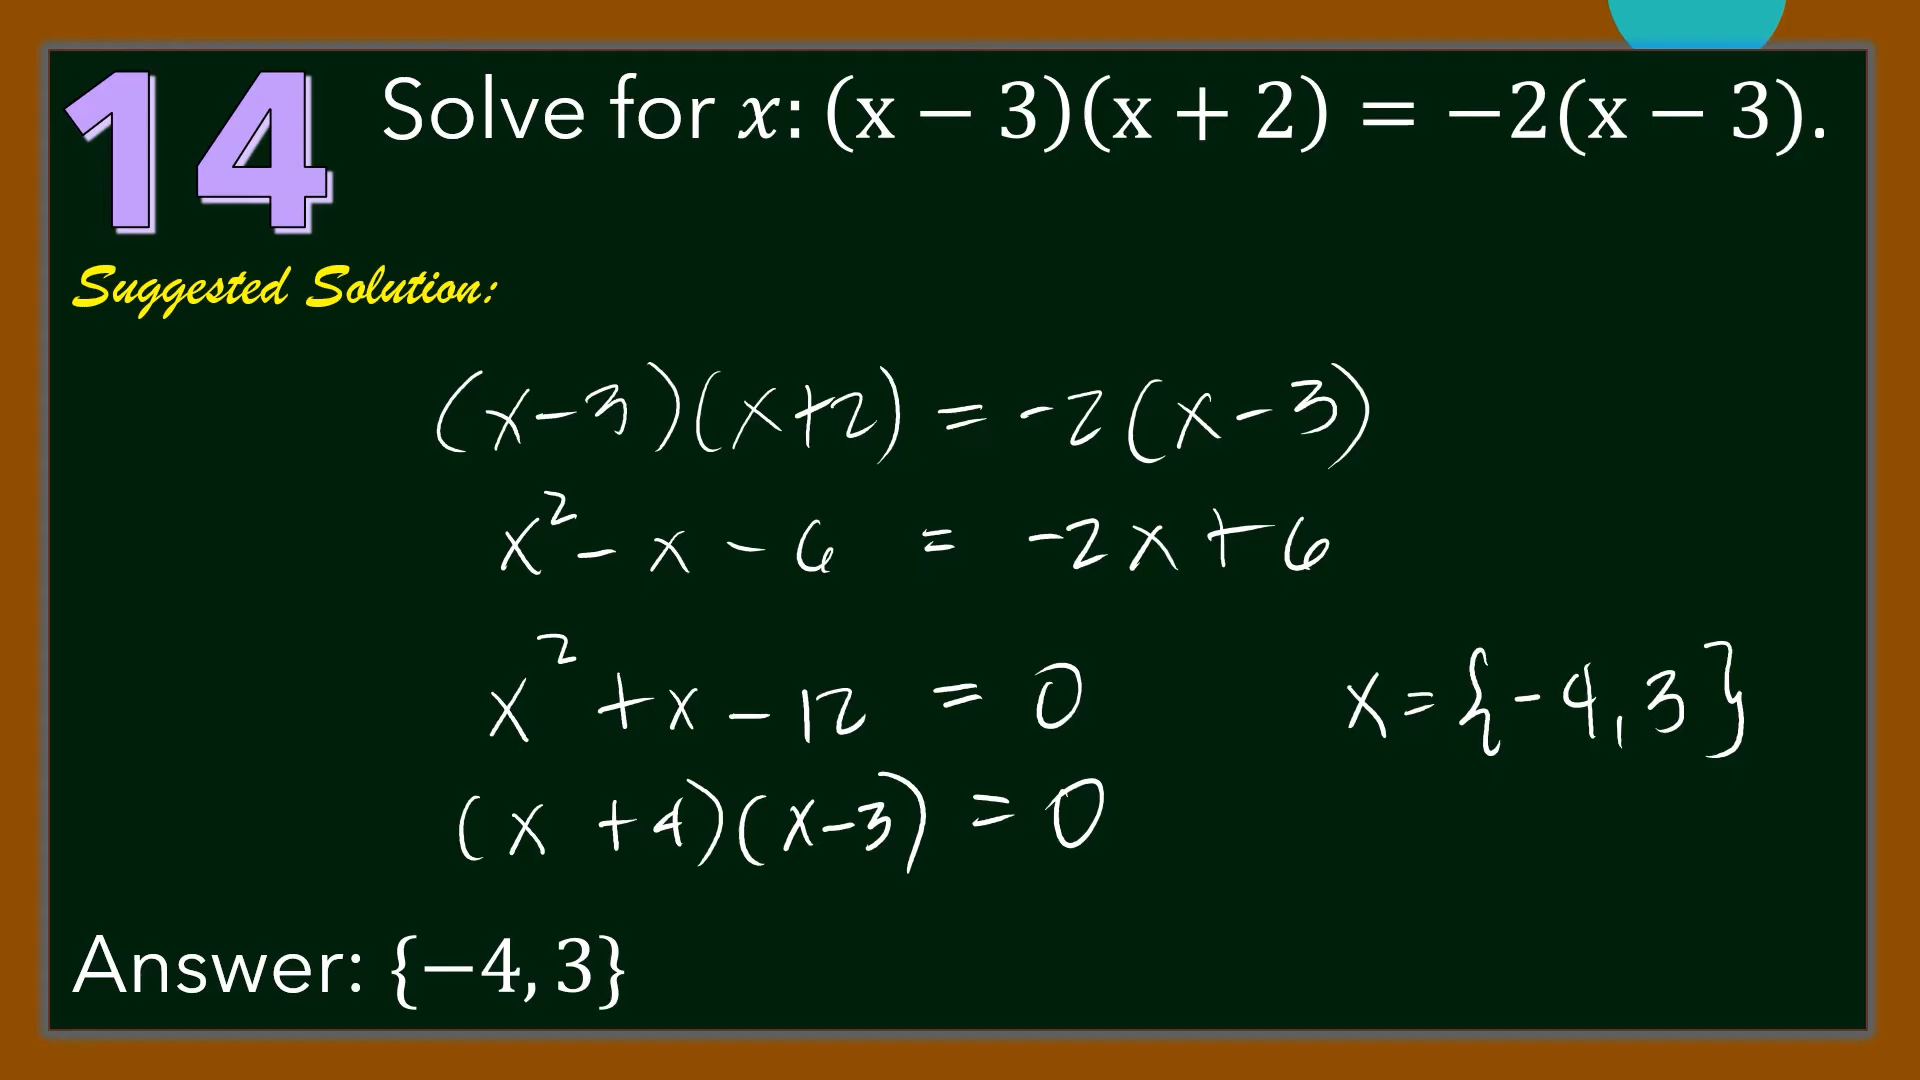 14 Solve for x: (x − 3)(x + 2) = −2(x − 3).
Suggested Solution:
(x-3)(x+2) = -2(x-3)
x² - x - 6 = -2x + 6
x² + x - 12 = 0
x = {-4, 3}
(x + 4)(x-3) = 0
Answer: {−4, 3}